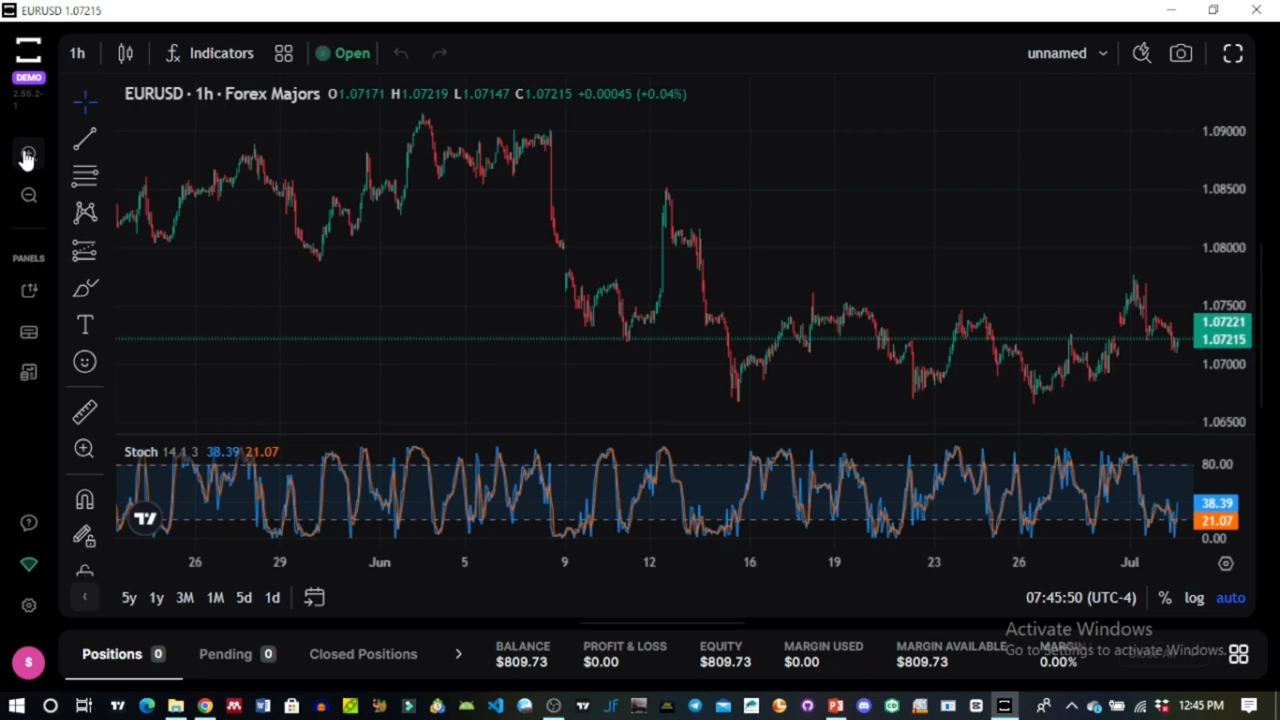 EURUSD 1.07215
DEMO
2.55.2-
1
1h
Indicators
Open
unnamed
EURUSD · 1h · Forex Majors O1.07171 H1.07219 L1.07147 C1.07215 +0.00045 (+0.04%)
1.09000
1.08500
1.08000
1.07500
1.07221
1.07215
1.07000
1.06500
PANELS
Stoch 14 1 3 38.39 21.07
80.00
38.39
21.07
0.00
26 29 Jun 5 9 12 16 19 23 26 Jul
5y 1y 3M 1M 5d 1d
07:45:50 (UTC-4) % log auto
Activate Windows
Go to Settings to activate Windows.
Positions 0 Pending 0 Closed Positions
BALANCE PROFIT & LOSS EQUITY MARGIN USED MARGIN AVAILABLE MARGIN
$809.73 $0.00 $809.73 $0.00 $809.73 0.00%
$
12:45 PM